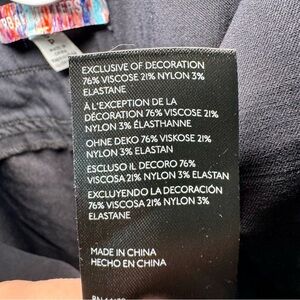 P
EXCLUSIVE OF DECORATION
76% VISCOSE 21% NYLON 3%
ELASTANE
À L'EXCEPTION DE LA
DÉCORATION 76% VISCOSE 21%
NYLON 3% ÉLASTHANNE
OHNE DEKO 76% VISKOSE 21%
NYLON 3% ELASTAN
ESCLUSO IL DECORO 76%
VISCOSA 21% NYLON 3% ELASTAN
EXCLUYENDO LA DECORACIÓN
76% VISCOSA 21% NYLON 3%
ELASTANE
MADE IN CHINA
HECHO EN CHINA